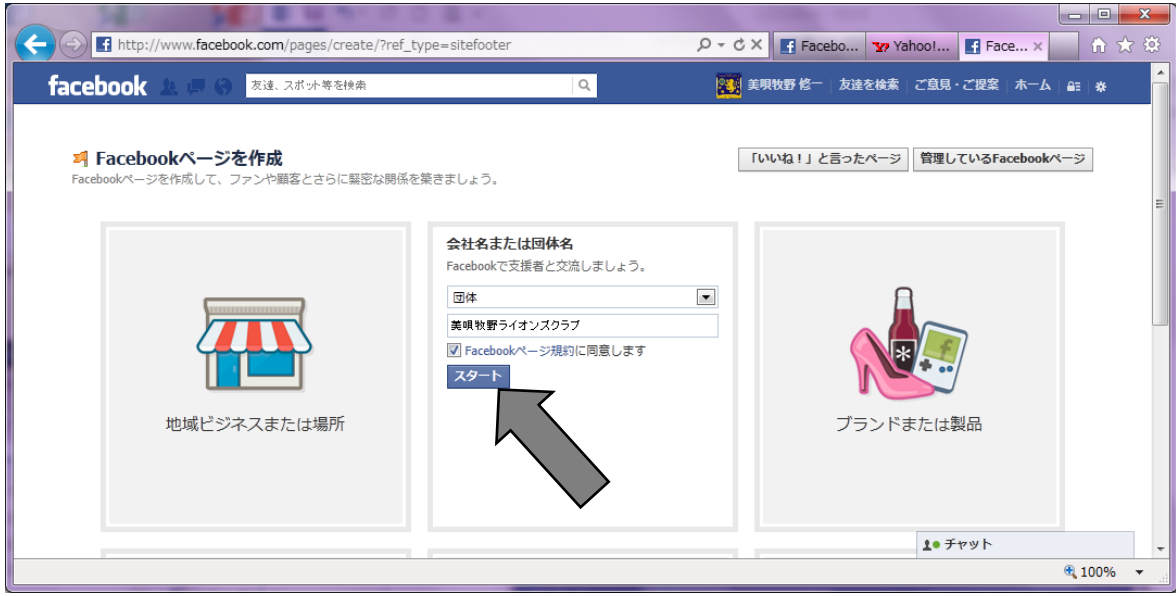 http://www.facebook.com/pages/create/?ref_type=sitefooter
Facebo...
Yahoo!...
Face...
facebook
友達、スポット等を検索
美唄牧野 修一
友達を検索
ご意見・ご提案
ホーム
Facebookページを作成
「いいね！」と言ったページ
管理しているFacebookページ
Facebookページを作成して、ファンや顧客とさらに緊密な関係を築きましょう。
地域ビジネスまたは場所
会社名または団体名
Facebookで支援者と交流しましょう。
団体
美唄牧野ライオンズクラブ
Facebookページ規約に同意します
スタート
ブランドまたは製品
チャット
100%